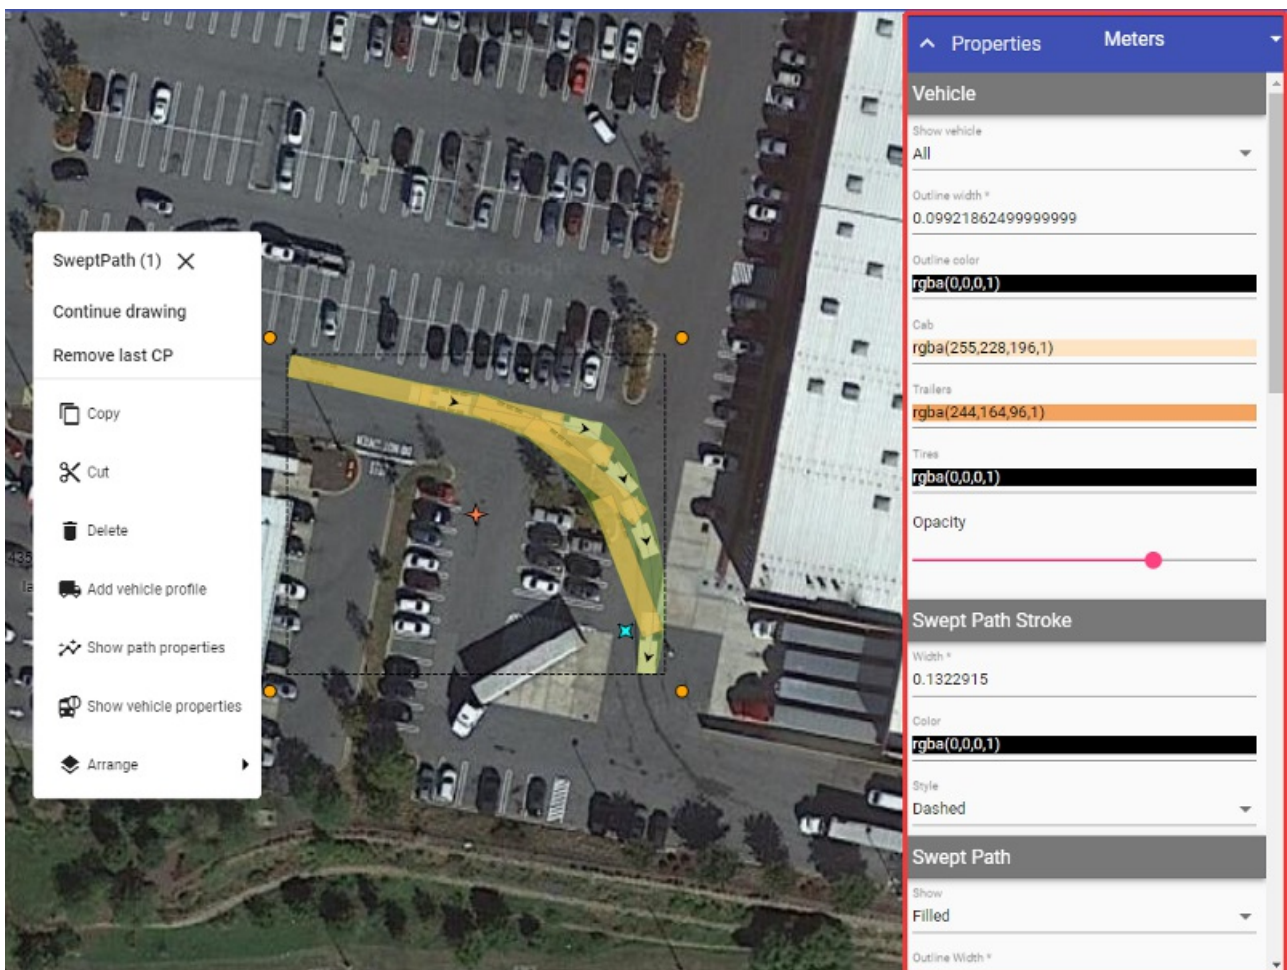 SweptPath (1)
Continue drawing
Remove last CP
Copy
Cut
Delete
Add vehicle profile
Show path properties
Show vehicle properties
Arrange
Properties
Meters
Vehicle
Show vehicle
All
Outline width *
0.09921862499999999
Outline color
rgba(0,0,0,1)
Cab
rgba(255,228,196,1)
Trailers
rgba(244,164,96,1)
Tires
rgba(0,0,0,1)
Opacity
Swept Path Stroke
Width *
0.1322915
Color
rgba(0,0,0,1)
Style
Dashed
Swept Path
Show
Filled
Outline Width *